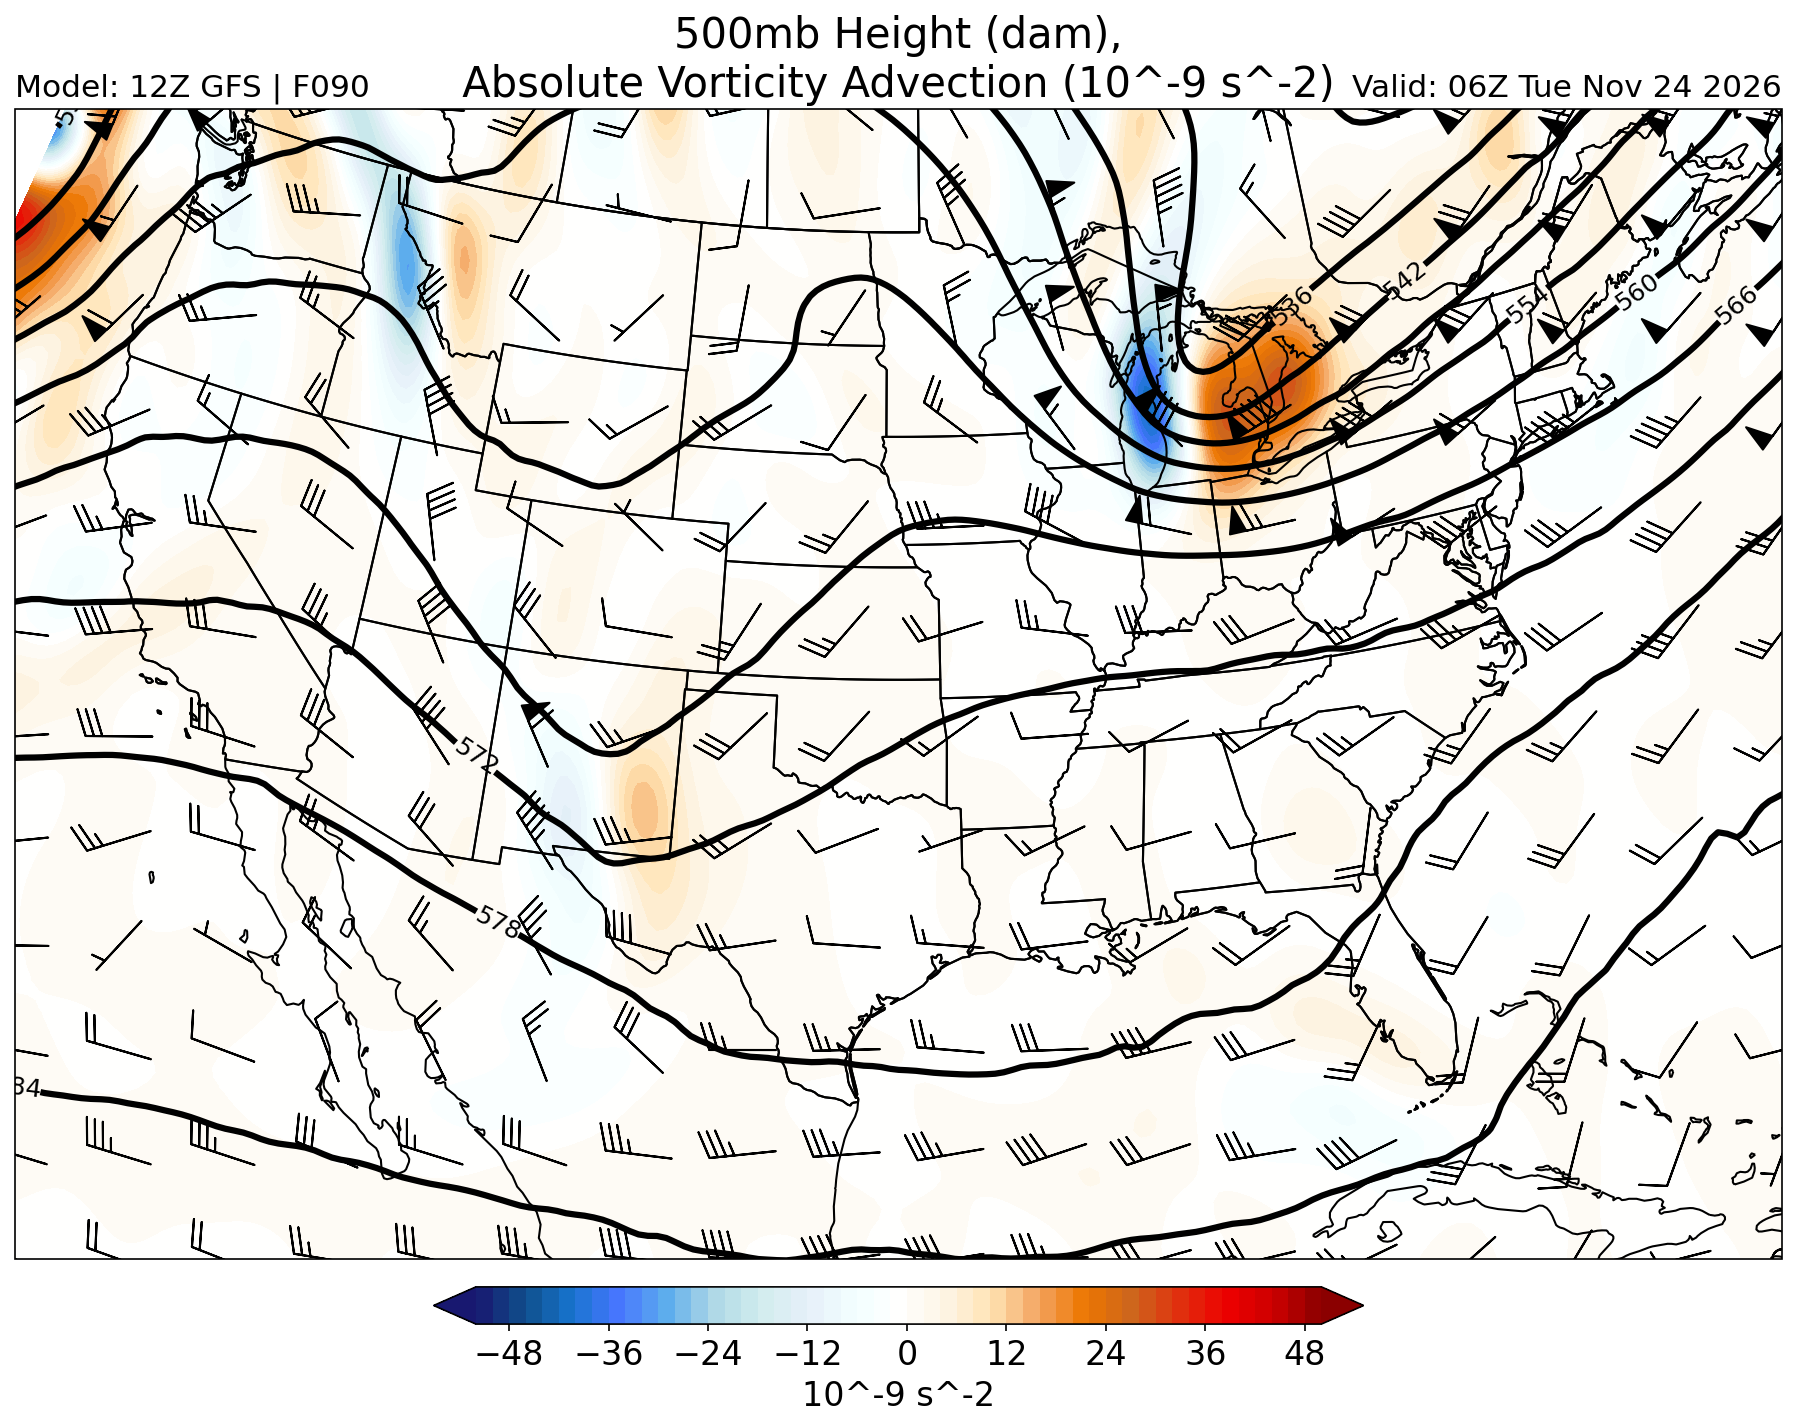 500mb Height (dam),
Model: 12Z GFS | F090
Absolute Vorticity Advection (10^-9 s^-2)
Valid: 06Z Tue Nov 24 2026
536
542
554
560
566
572
578
84
−48 −36 −24 −12 0 12 24 36 48
10^-9 s^-2